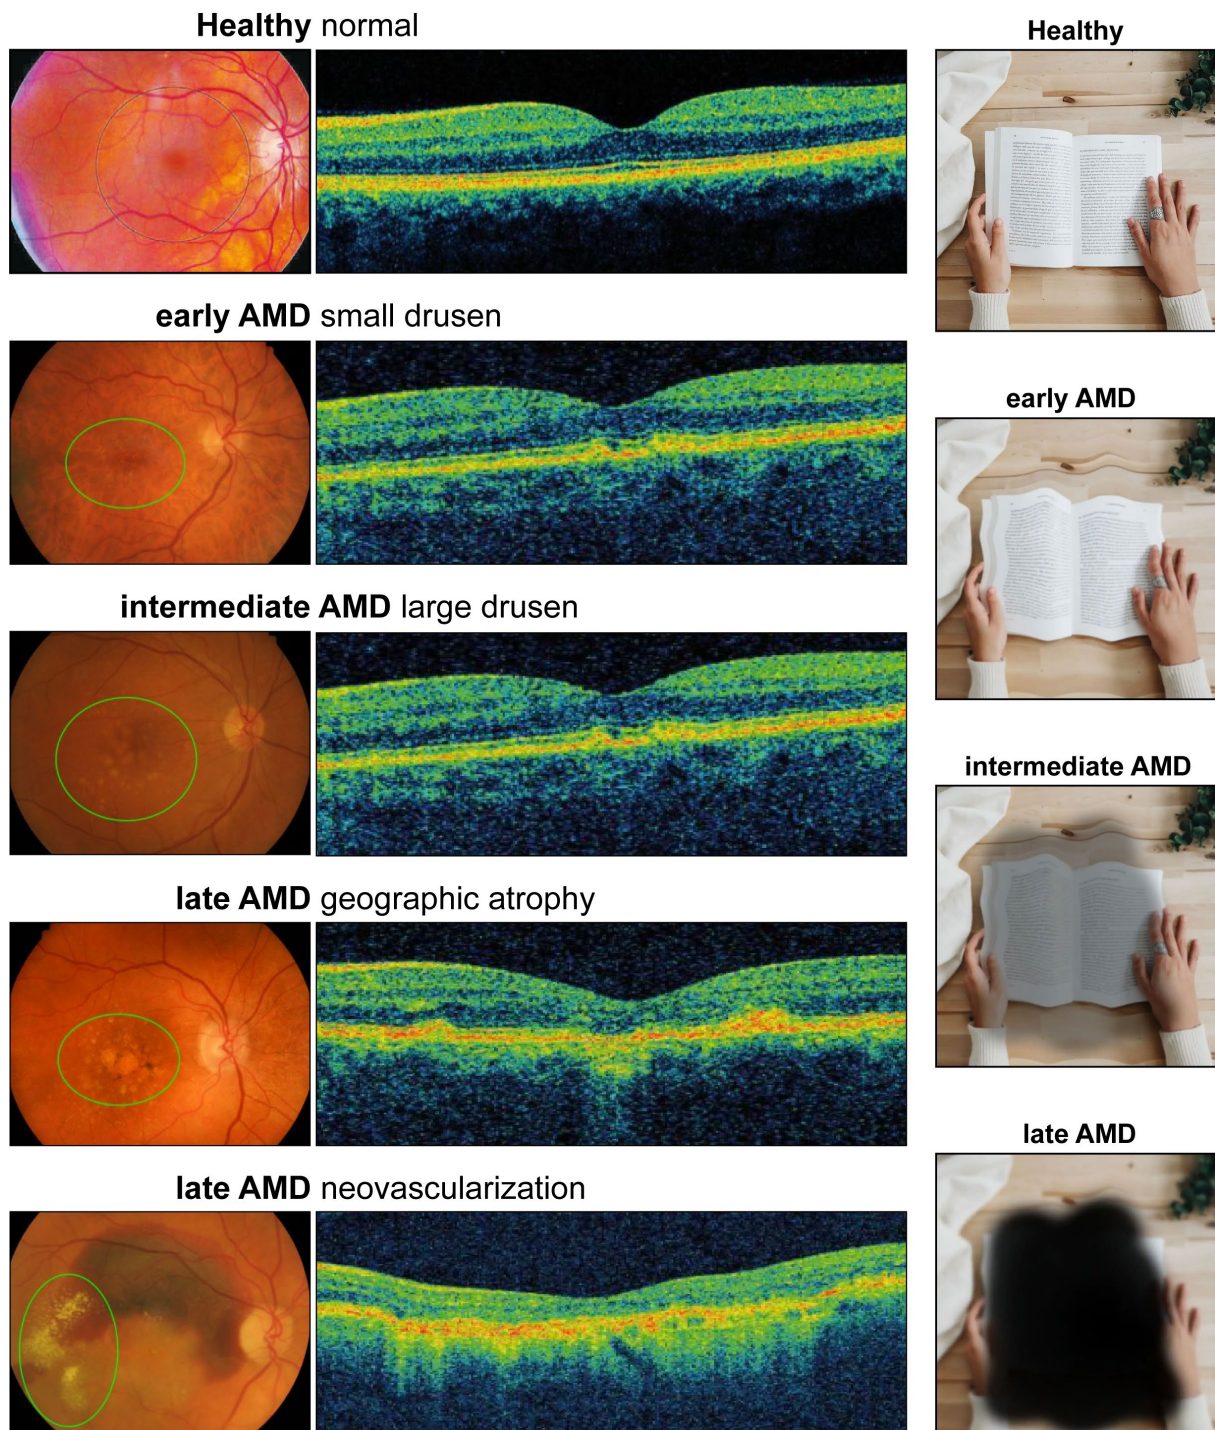 Healthy normal
early AMD small drusen
intermediate AMD large drusen
late AMD geographic atrophy
late AMD neovascularization
Healthy
early AMD
intermediate AMD
late AMD